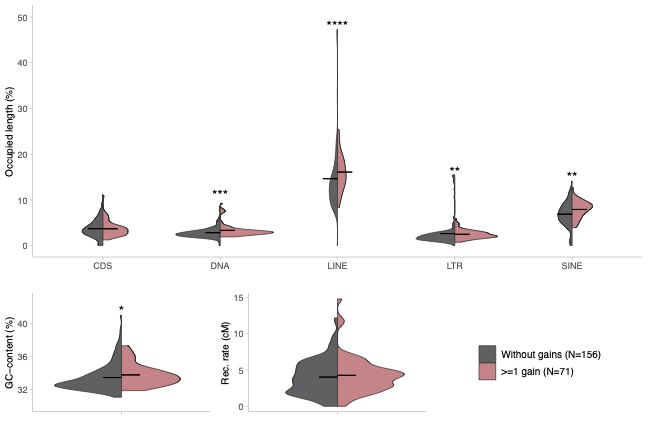 Occupied length (%)
50
40
30
20
10
0
****
***
**
**
CDS
DNA
LINE
LTR
SINE
GC−content (%)
40
36
32
*
Rec. rate (cM)
15
10
5
0
Without gains (N=156)
>=1 gain (N=71)